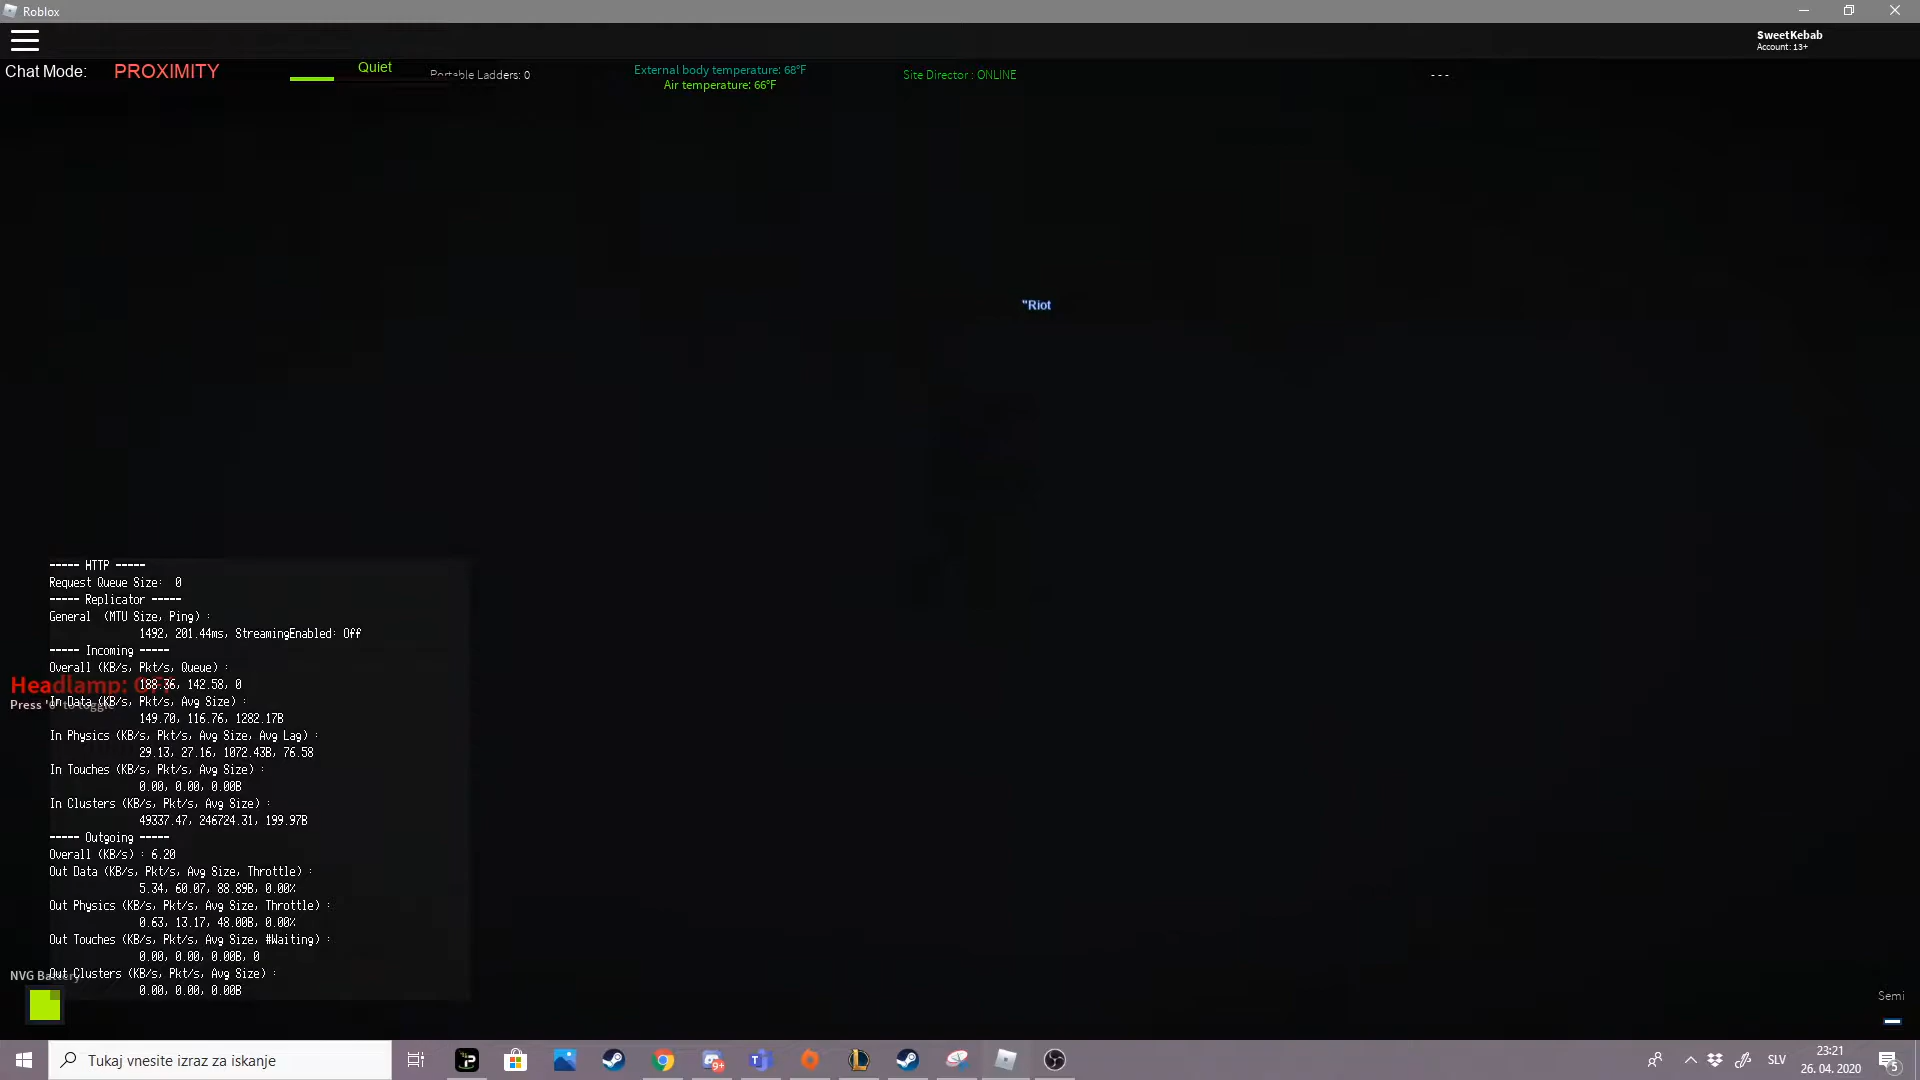 Roblox
SweetKebab
Account: 13+
Chat Mode: PROXIMITY
Quiet
Portable Ladders: 0
External body temperature: 68°F
Air temperature: 66°F
Site Director : ONLINE
---
"Riot
----- HTTP -----
Request Queue Size: 0
----- Replicator -----
General (MTU Size, Ping) :
1492, 201.44ms, StreamingEnabled: Off
----- Incoming -----
Overall (KB/s, Pkt/s, Queue) :
188.36, 142.58, 0
Headlamp: Off
In Data (KB/s, Pkt/s, Avg Size) :
Press '0' to toggle
149.70, 116.76, 1282.17B
In Physics (KB/s, Pkt/s, Avg Size, Avg Lag) :
29.13, 27.16, 1072.43B, 76.58
In Touches (KB/s, Pkt/s, Avg Size) :
0.00, 0.00, 0.00B
In Clusters (KB/s, Pkt/s, Avg Size) :
49337.47, 246724.31, 199.97B
----- Outgoing -----
Overall (KB/s) : 6.20
Out Data (KB/s, Pkt/s, Avg Size, Throttle) :
5.34, 60.07, 88.89B, 0.00%
Out Physics (KB/s, Pkt/s, Avg Size, Throttle) :
0.63, 13.17, 48.00B, 0.00%
Out Touches (KB/s, Pkt/s, Avg Size, #Waiting) :
0.00, 0.00, 0.00B, 0
NVG Battery
Out Clusters (KB/s, Pkt/s, Avg Size) :
0.00, 0.00, 0.00B
Semi
Tukaj vnesite izraz za iskanje
9+
SLV
23:21
26. 04. 2020
5